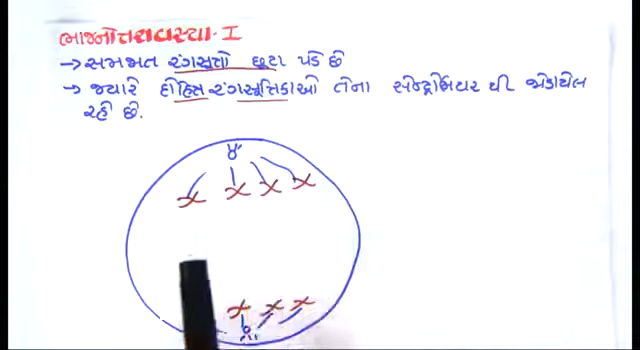 ભાજનોત્તરાવસ્થા - I
→ સમજાત રંગસૂત્રો છૂટા પડે છે
→ જ્યારે રંગસૂત્રિકાઓ તેના સેન્ટ્રોમિયર થી જોડાયેલ
રહે છે.